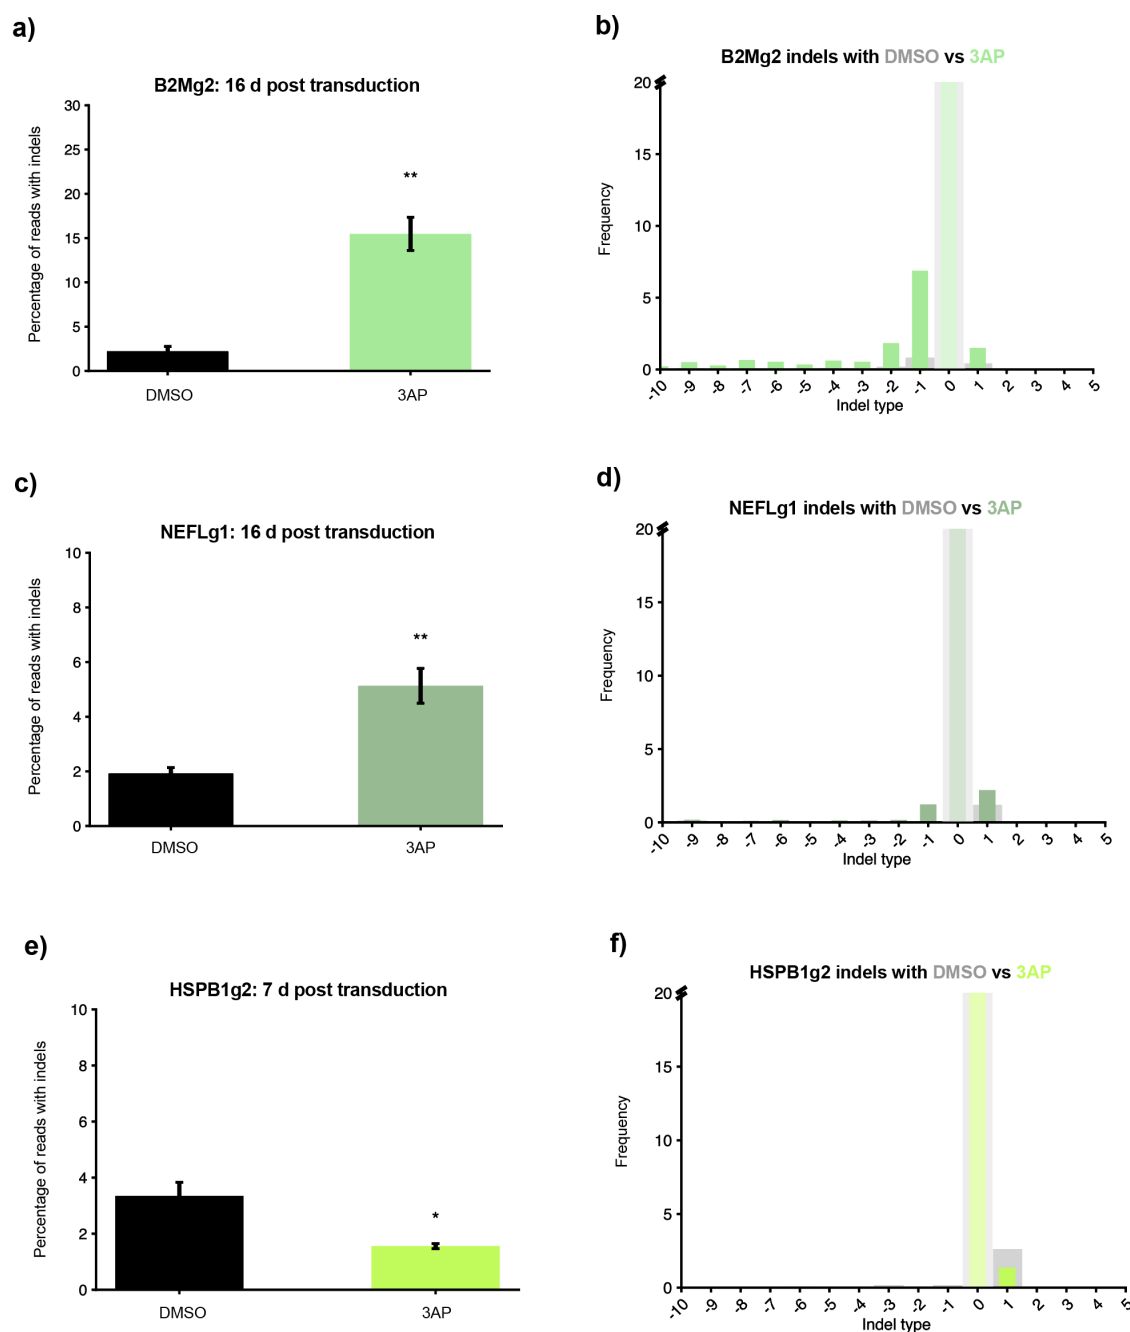 a)
B2Mg2: 16 d post transduction
Percentage of reads with indels
30
25
20
15
10
5
0
**
DMSO
3AP
b)
B2Mg2 indels with DMSO vs 3AP
Frequency
20
15
10
5
0
-10 -9 -8 -7 -6 -5 -4 -3 -2 -1 0 1 2 3 4 5
Indel type
c)
NEFLg1: 16 d post transduction
Percentage of reads with indels
10
8
6
4
2
0
**
DMSO
3AP
d)
NEFLg1 indels with DMSO vs 3AP
Frequency
20
15
10
5
0
-10 -9 -8 -7 -6 -5 -4 -3 -2 -1 0 1 2 3 4 5
Indel type
e)
HSPB1g2: 7 d post transduction
Percentage of reads with indels
10
8
6
4
2
0
*
DMSO
3AP
f)
HSPB1g2 indels with DMSO vs 3AP
Frequency
20
15
10
5
0
-10 -9 -8 -7 -6 -5 -4 -3 -2 -1 0 1 2 3 4 5
Indel type